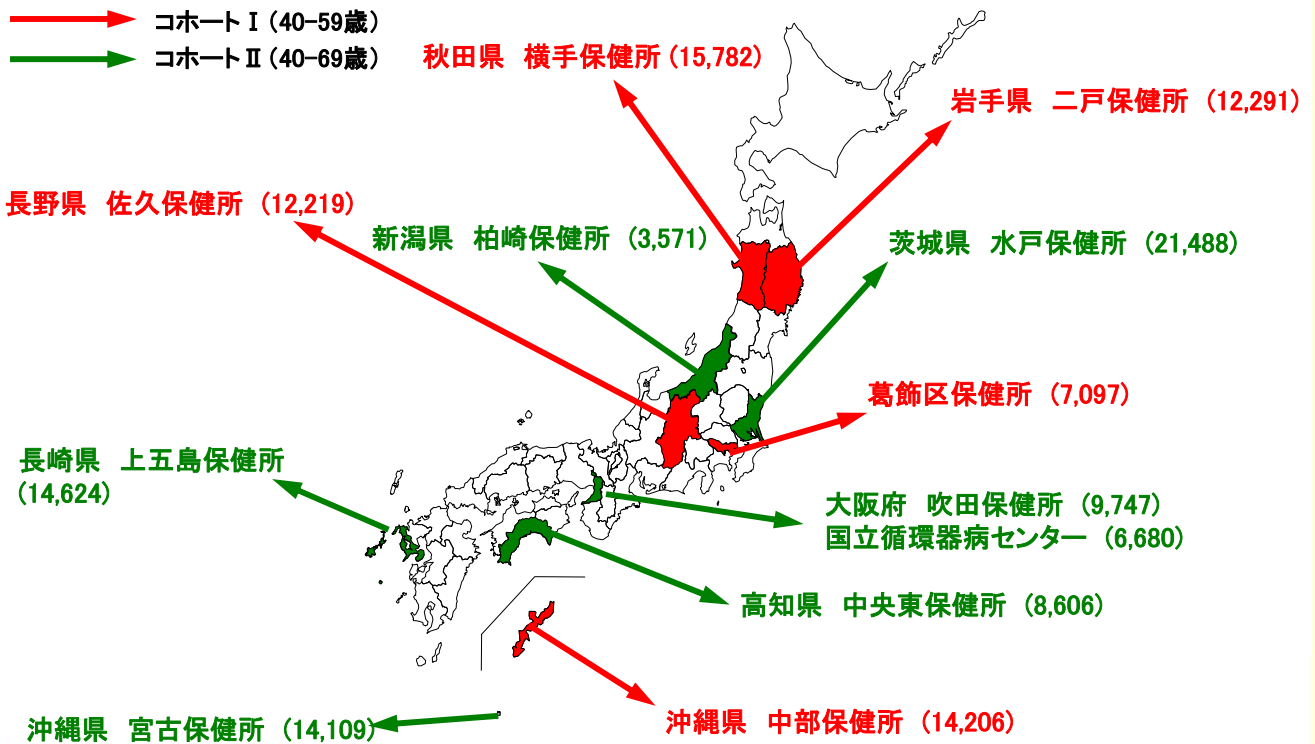 コホートⅠ（40-59歳）
コホートⅡ（40-69歳）
秋田県 横手保健所 (15,782)
岩手県 二戸保健所 (12,291)
長野県 佐久保健所 (12,219)
新潟県 柏崎保健所 (3,571)
茨城県 水戸保健所 (21,488)
葛飾区保健所 (7,097)
長崎県 上五島保健所
(14,624)
大阪府 吹田保健所 (9,747)
国立循環器病センター (6,680)
高知県 中央東保健所 (8,606)
沖縄県 中部保健所 (14,206)
沖縄県 宮古保健所 (14,109)